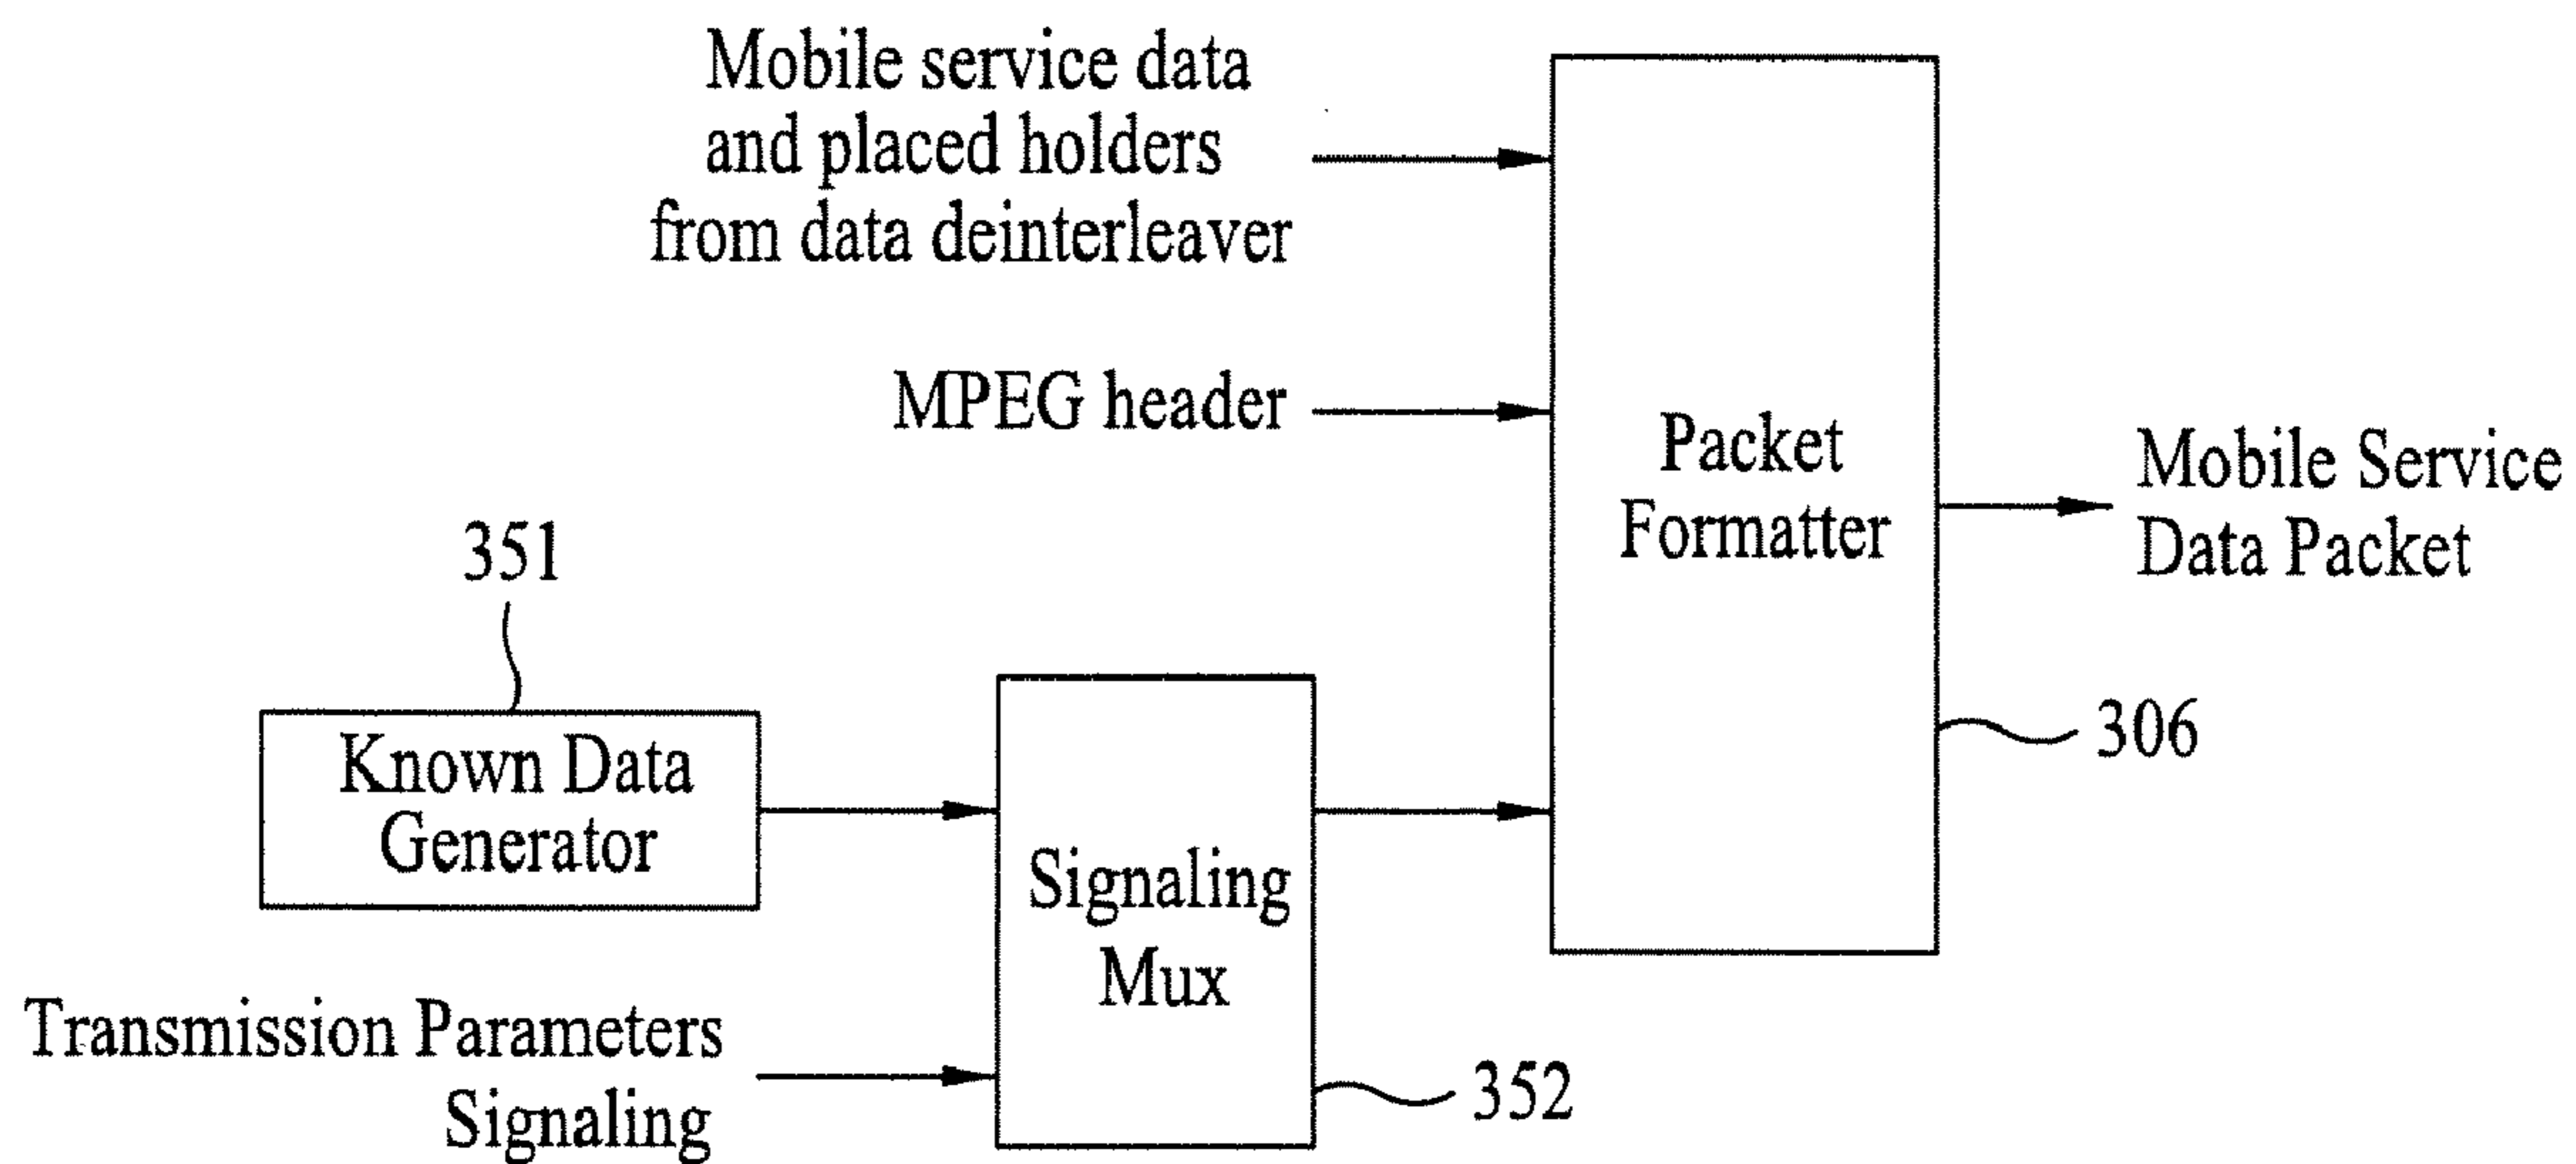 Mobile service data
and placed holders
from data deinterleaver
MPEG header
Packet
Formatter
Mobile Service
Data Packet
351
306
Known Data
Generator
Signaling
Mux
Transmission Parameters
Signaling
352